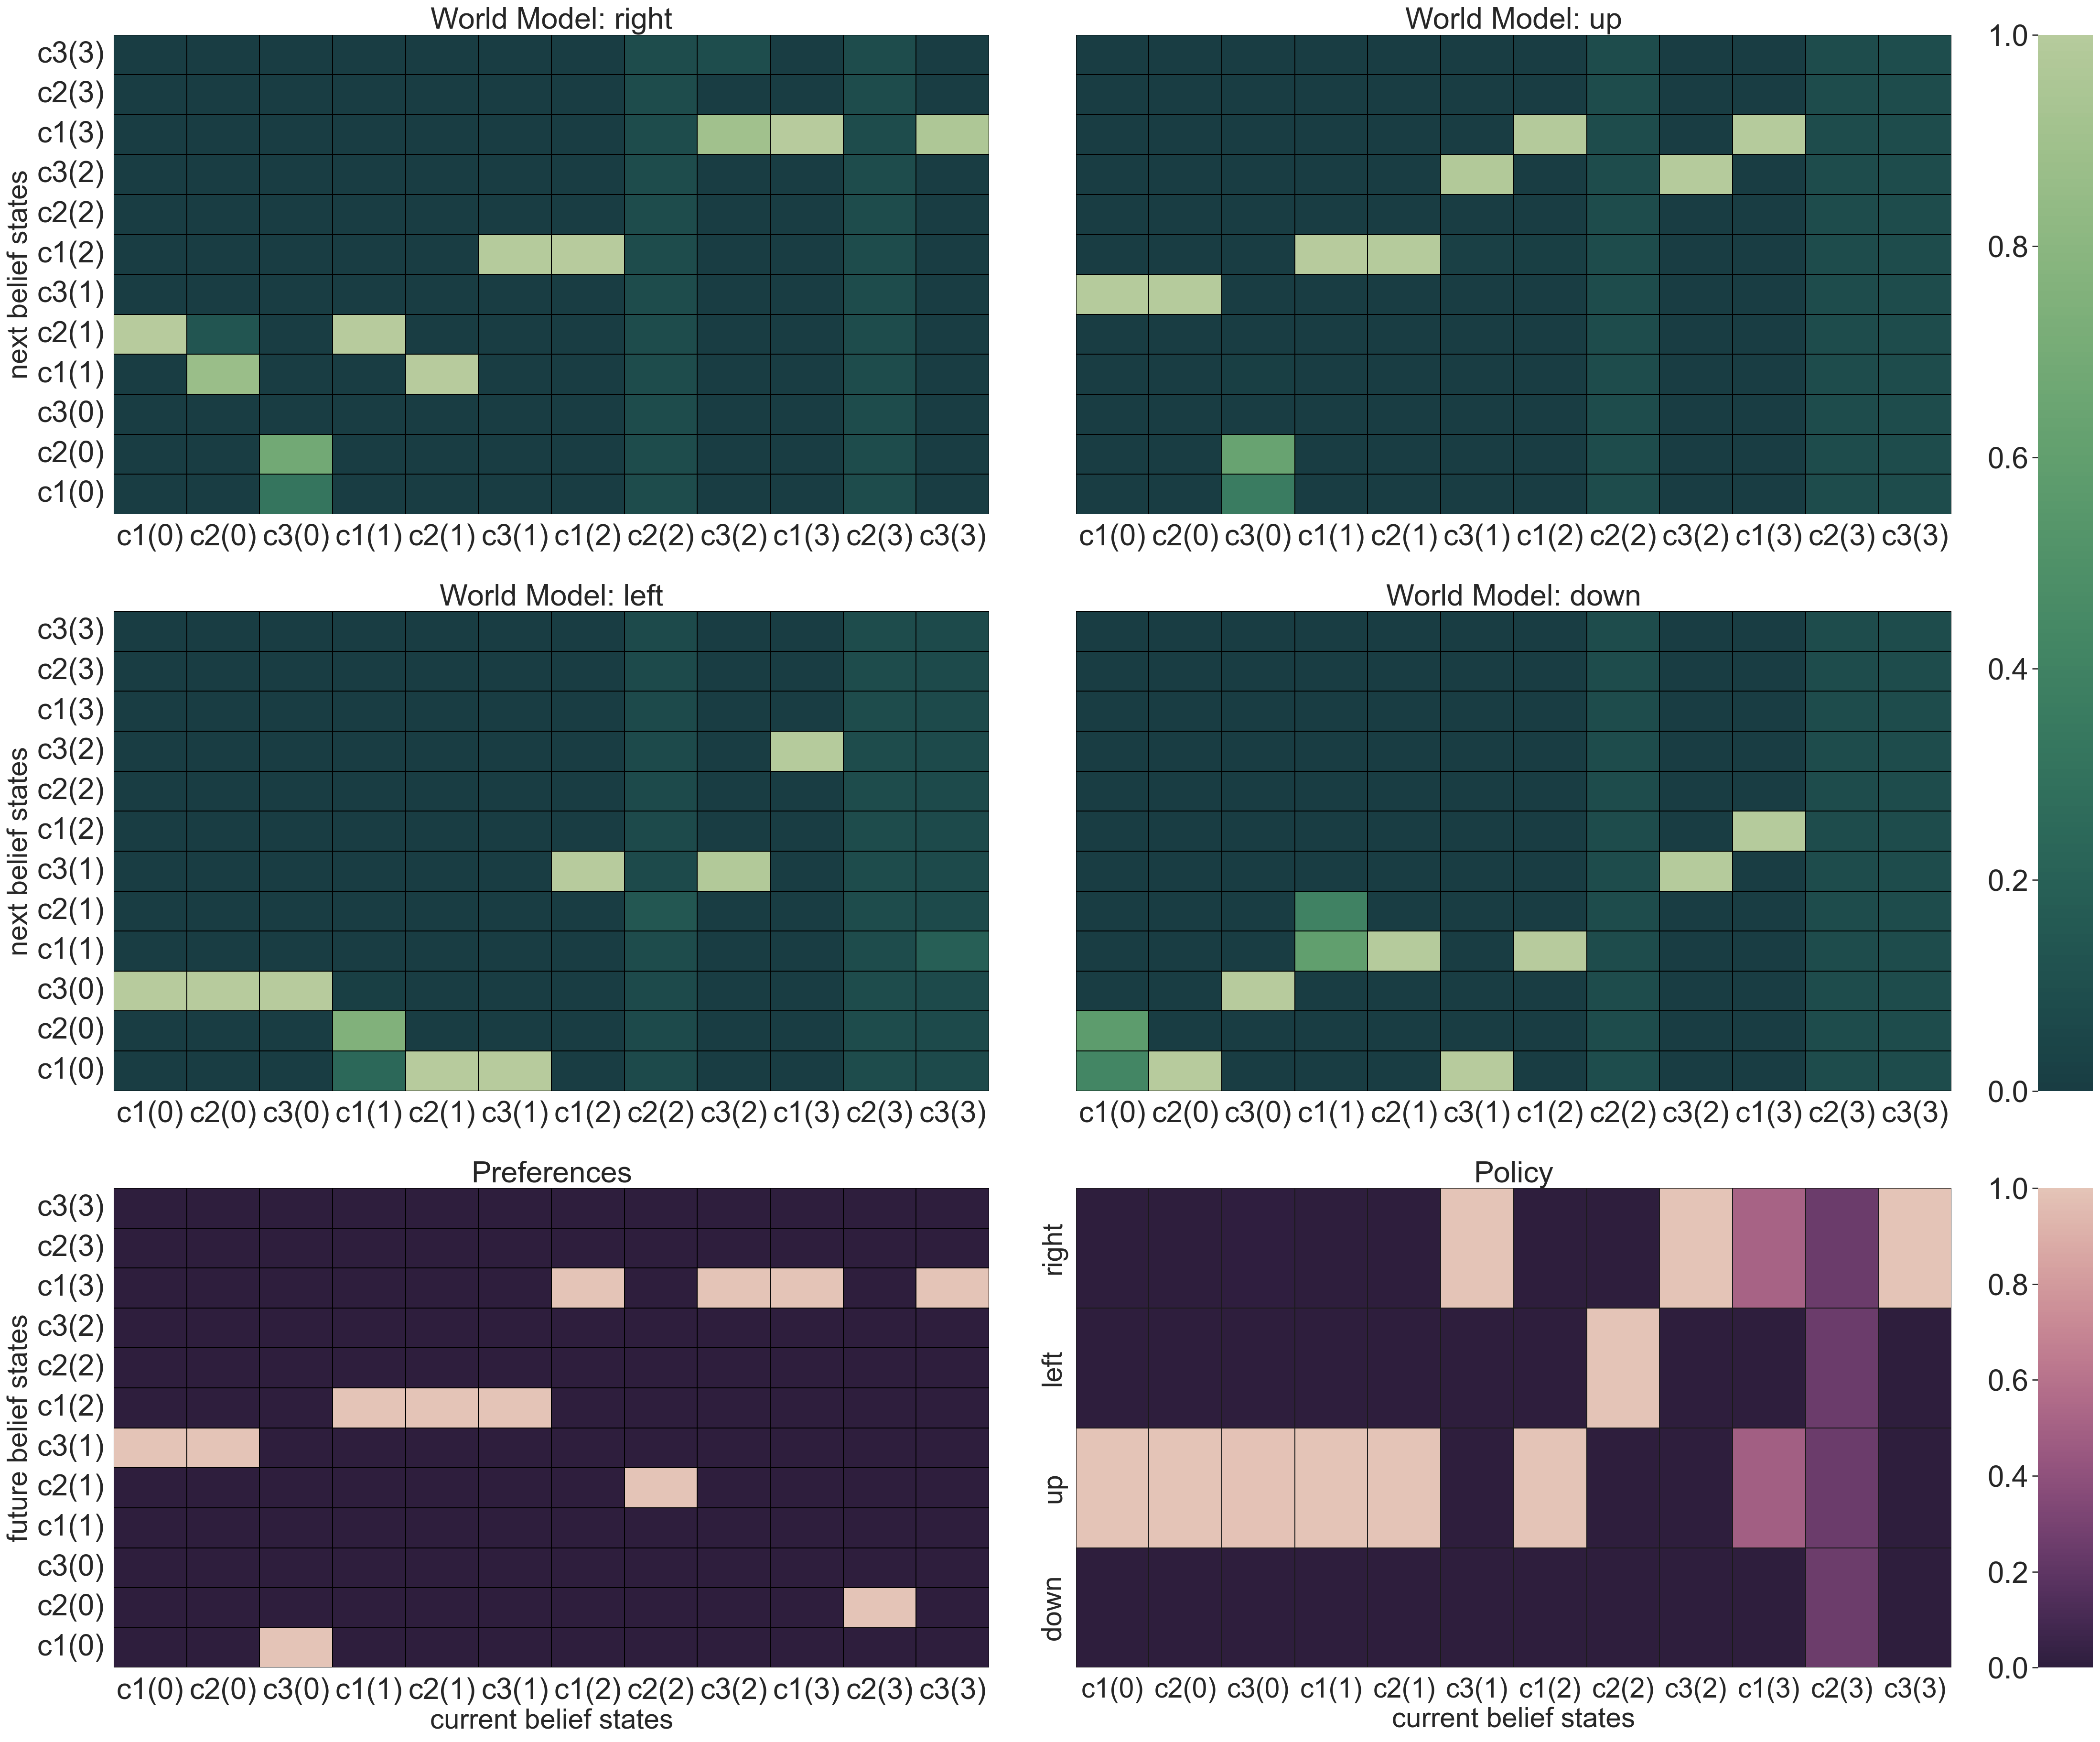 World Model: right
World Model: up
next belief states
c3(3)
c2(3)
c1(3)
c3(2)
c2(2)
c1(2)
c3(1)
c2(1)
c1(1)
c3(0)
c2(0)
c1(0)
c1(0) c2(0) c3(0) c1(1) c2(1) c3(1) c1(2) c2(2) c3(2) c1(3) c2(3) c3(3)
c1(0) c2(0) c3(0) c1(1) c2(1) c3(1) c1(2) c2(2) c3(2) c1(3) c2(3) c3(3)
World Model: left
World Model: down
next belief states
c3(3)
c2(3)
c1(3)
c3(2)
c2(2)
c1(2)
c3(1)
c2(1)
c1(1)
c3(0)
c2(0)
c1(0)
c1(0) c2(0) c3(0) c1(1) c2(1) c3(1) c1(2) c2(2) c3(2) c1(3) c2(3) c3(3)
c1(0) c2(0) c3(0) c1(1) c2(1) c3(1) c1(2) c2(2) c3(2) c1(3) c2(3) c3(3)
1.0
0.8
0.6
0.4
0.2
0.0
Preferences
future belief states
c3(3)
c2(3)
c1(3)
c3(2)
c2(2)
c1(2)
c3(1)
c2(1)
c1(1)
c3(0)
c2(0)
c1(0)
c1(0) c2(0) c3(0) c1(1) c2(1) c3(1) c1(2) c2(2) c3(2) c1(3) c2(3) c3(3)
current belief states
Policy
right
left
up
down
c1(0) c2(0) c3(0) c1(1) c2(1) c3(1) c1(2) c2(2) c3(2) c1(3) c2(3) c3(3)
current belief states
1.0
0.8
0.6
0.4
0.2
0.0